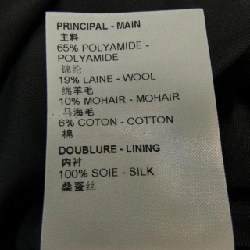 PRINCIPAL - MAIN
主料
65% POLYAMIDE -
POLYAMIDE
锦纶
19% LAINE - WOOL
绵羊毛
10% MOHAIR - MOHAIR
马海毛
6% COTON - COTTON
棉
DOUBLURE - LINING
内衬
100% SOIE - SILK
桑蚕丝